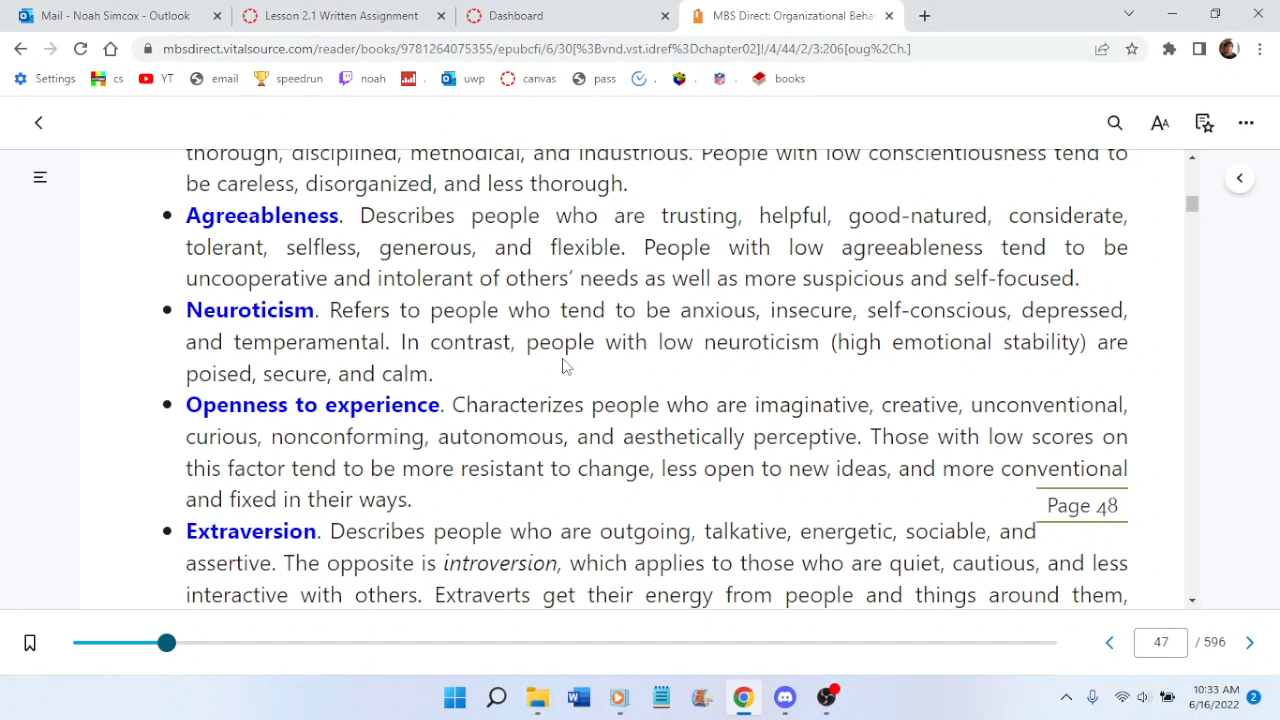 Mail - Noah Simcox - Outlook
Lesson 2.1 Written Assignment
Dashboard
MBS Direct: Organizational Beha
mbsdirect.vitalsource.com/reader/books/9781264075355/epubcfi/6/30[%3Bvnd.vst.idref%3Dchapter02]!/4/44/2/3:206[oug%2Ch.]
Settings cs YT email speedrun noah . uwp canvas pass . . . books
thorough, disciplined, methodical, and industrious. People with low conscientiousness tend to
be careless, disorganized, and less thorough.
• Agreeableness. Describes people who are trusting, helpful, good-natured, considerate,
tolerant, selfless, generous, and flexible. People with low agreeableness tend to be
uncooperative and intolerant of others’ needs as well as more suspicious and self-focused.
• Neuroticism. Refers to people who tend to be anxious, insecure, self-conscious, depressed,
and temperamental. In contrast, people with low neuroticism (high emotional stability) are
poised, secure, and calm.
• Openness to experience. Characterizes people who are imaginative, creative, unconventional,
curious, nonconforming, autonomous, and aesthetically perceptive. Those with low scores on
this factor tend to be more resistant to change, less open to new ideas, and more conventional
and fixed in their ways.
Page 48
• Extraversion. Describes people who are outgoing, talkative, energetic, sociable, and
assertive. The opposite is introversion, which applies to those who are quiet, cautious, and less
interactive with others. Extraverts get their energy from people and things around them,
47 / 596
10:33 AM
6/16/2022
2